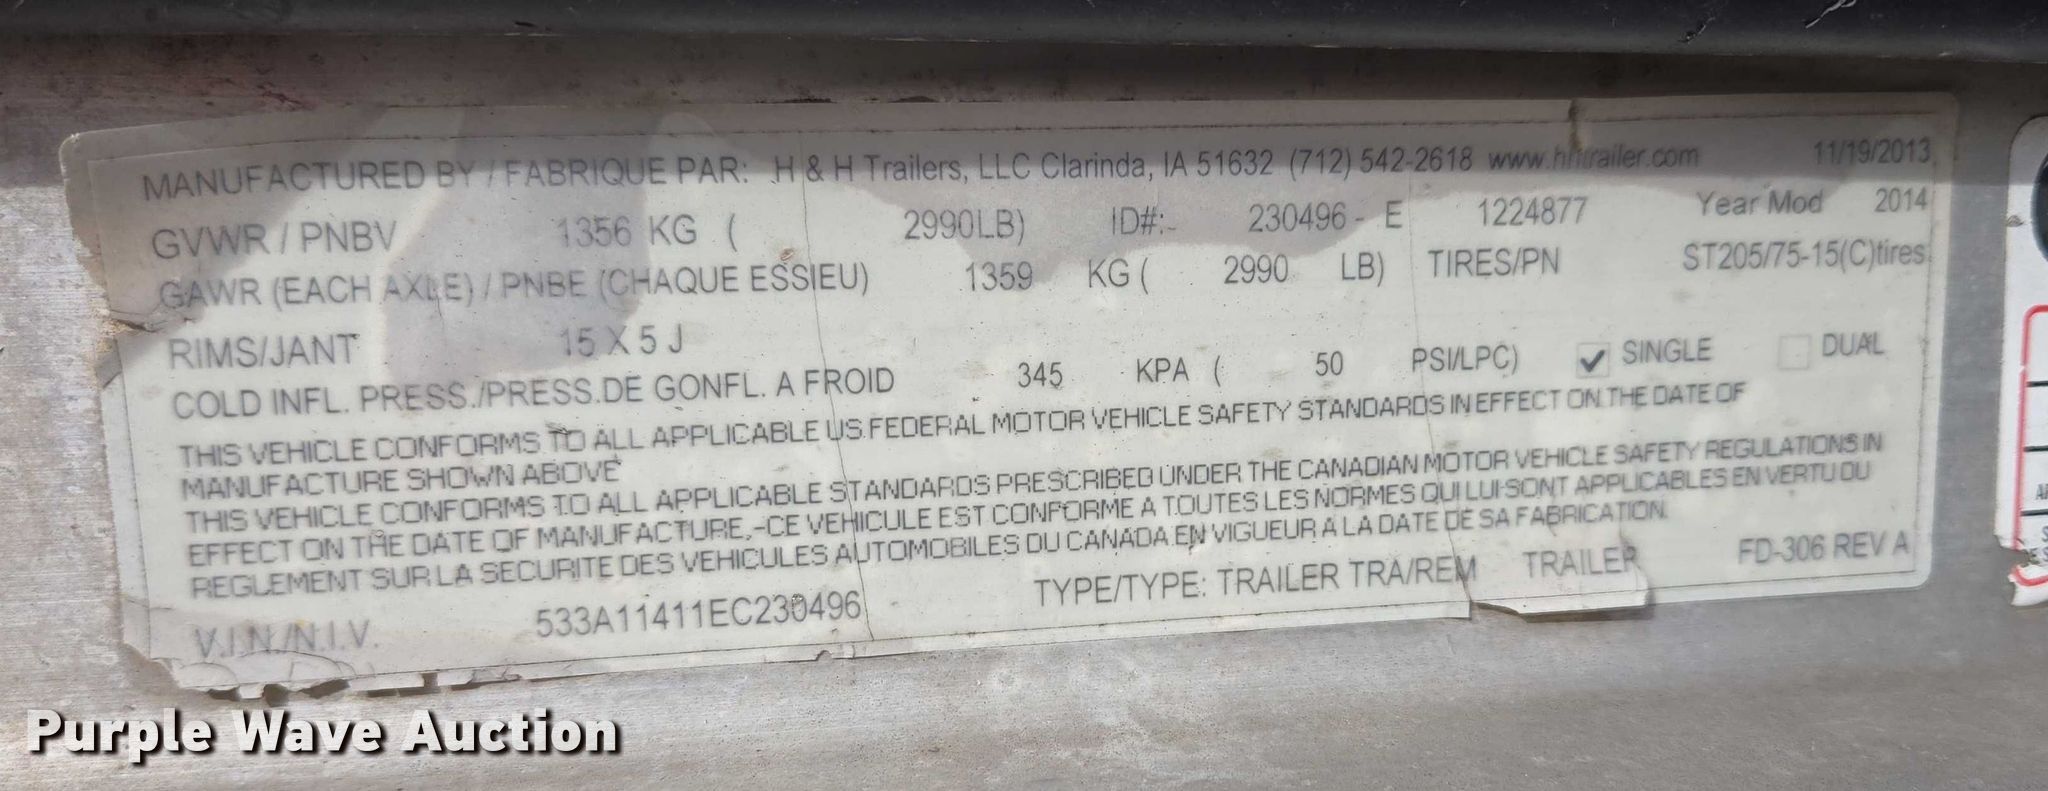 MANUFACTURED BY / FABRIQUE PAR: H & H Trailers, LLC Clarinda, IA 51632 (712) 542-2618 www.hhtrailer.com 11/19/2013
GVWR / PNBV 1356 KG ( 2990LB) ID#:- 230496 - E 1224877 Year Mod 2014
GAWR (EACH AXLE) / PNBE (CHAQUE ESSIEU) 1359 KG ( 2990 LB) TIRES/PN ST205/75-15(C)tires
RIMS/JANT 15 X 5 J
COLD INFL. PRESS./PRESS.DE GONFL. A FROID 345 KPA ( 50 PSI/LPC) ✓ SINGLE DUAL
THIS VEHICLE CONFORMS TO ALL APPLICABLE US.FEDERAL MOTOR VEHICLE SAFETY STANDARDS IN EFFECT ON THE DATE OF
MANUFACTURE SHOWN ABOVE
THIS VEHICLE CONFORMS TO ALL APPLICABLE STANDARDS PRESCRIBED UNDER THE CANADIAN MOTOR VEHICLE SAFETY REGULATIONS IN
EFFECT ON THE DATE OF MANUFACTURE,-CE VEHICULE EST CONFORME A TOUTES LES NORMES QUI LUI-SONT APPLICABLES EN VERTU DU
REGLEMENT SUR LA SECURITE DES VEHICULES AUTOMOBILES DU CANADA EN VIGUEUR A LA DATE DE SA FABRICATION.
V.I.N./N.I.V. 533A11411EC230496 TYPE/TYPE: TRAILER TRA/REM TRAILER FD-306 REV A
Purple Wave Auction